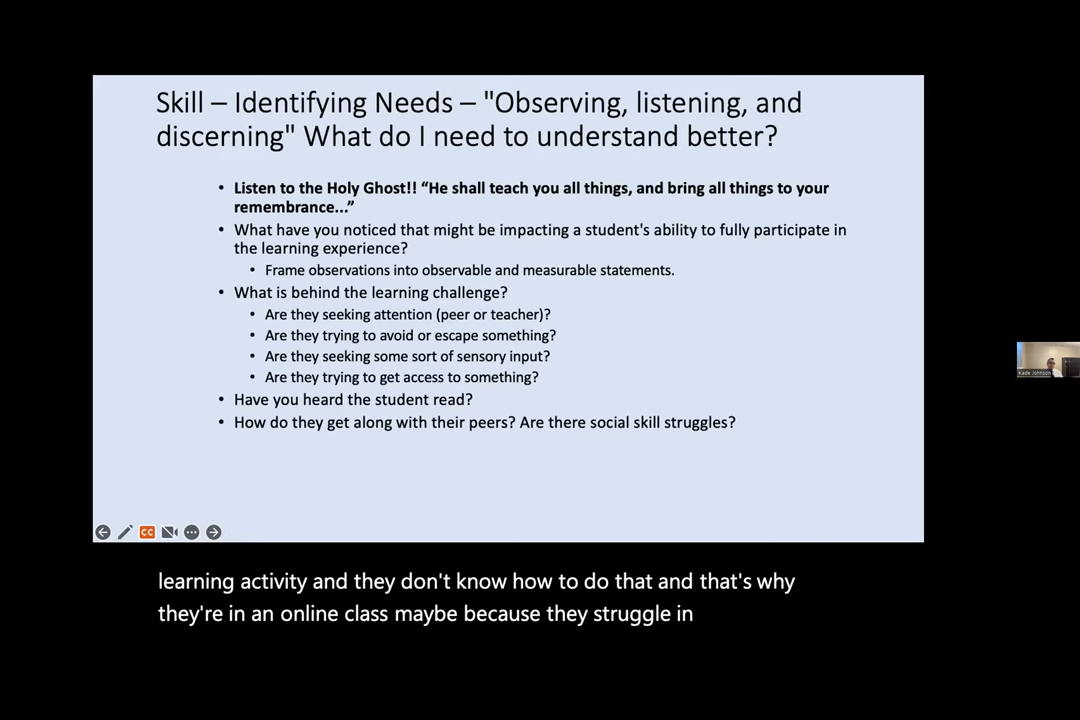 Skill – Identifying Needs – "Observing, listening, and
discerning" What do I need to understand better?
• Listen to the Holy Ghost!! “He shall teach you all things, and bring all things to your
remembrance...”
• What have you noticed that might be impacting a student's ability to fully participate in
the learning experience?
• Frame observations into observable and measurable statements.
• What is behind the learning challenge?
• Are they seeking attention (peer or teacher)?
• Are they trying to avoid or escape something?
• Are they seeking some sort of sensory input?
• Are they trying to get access to something?
• Have you heard the student read?
• How do they get along with their peers? Are there social skill struggles?
Kade Johnson
CC
learning activity and they don't know how to do that and that's why
they're in an online class maybe because they struggle in